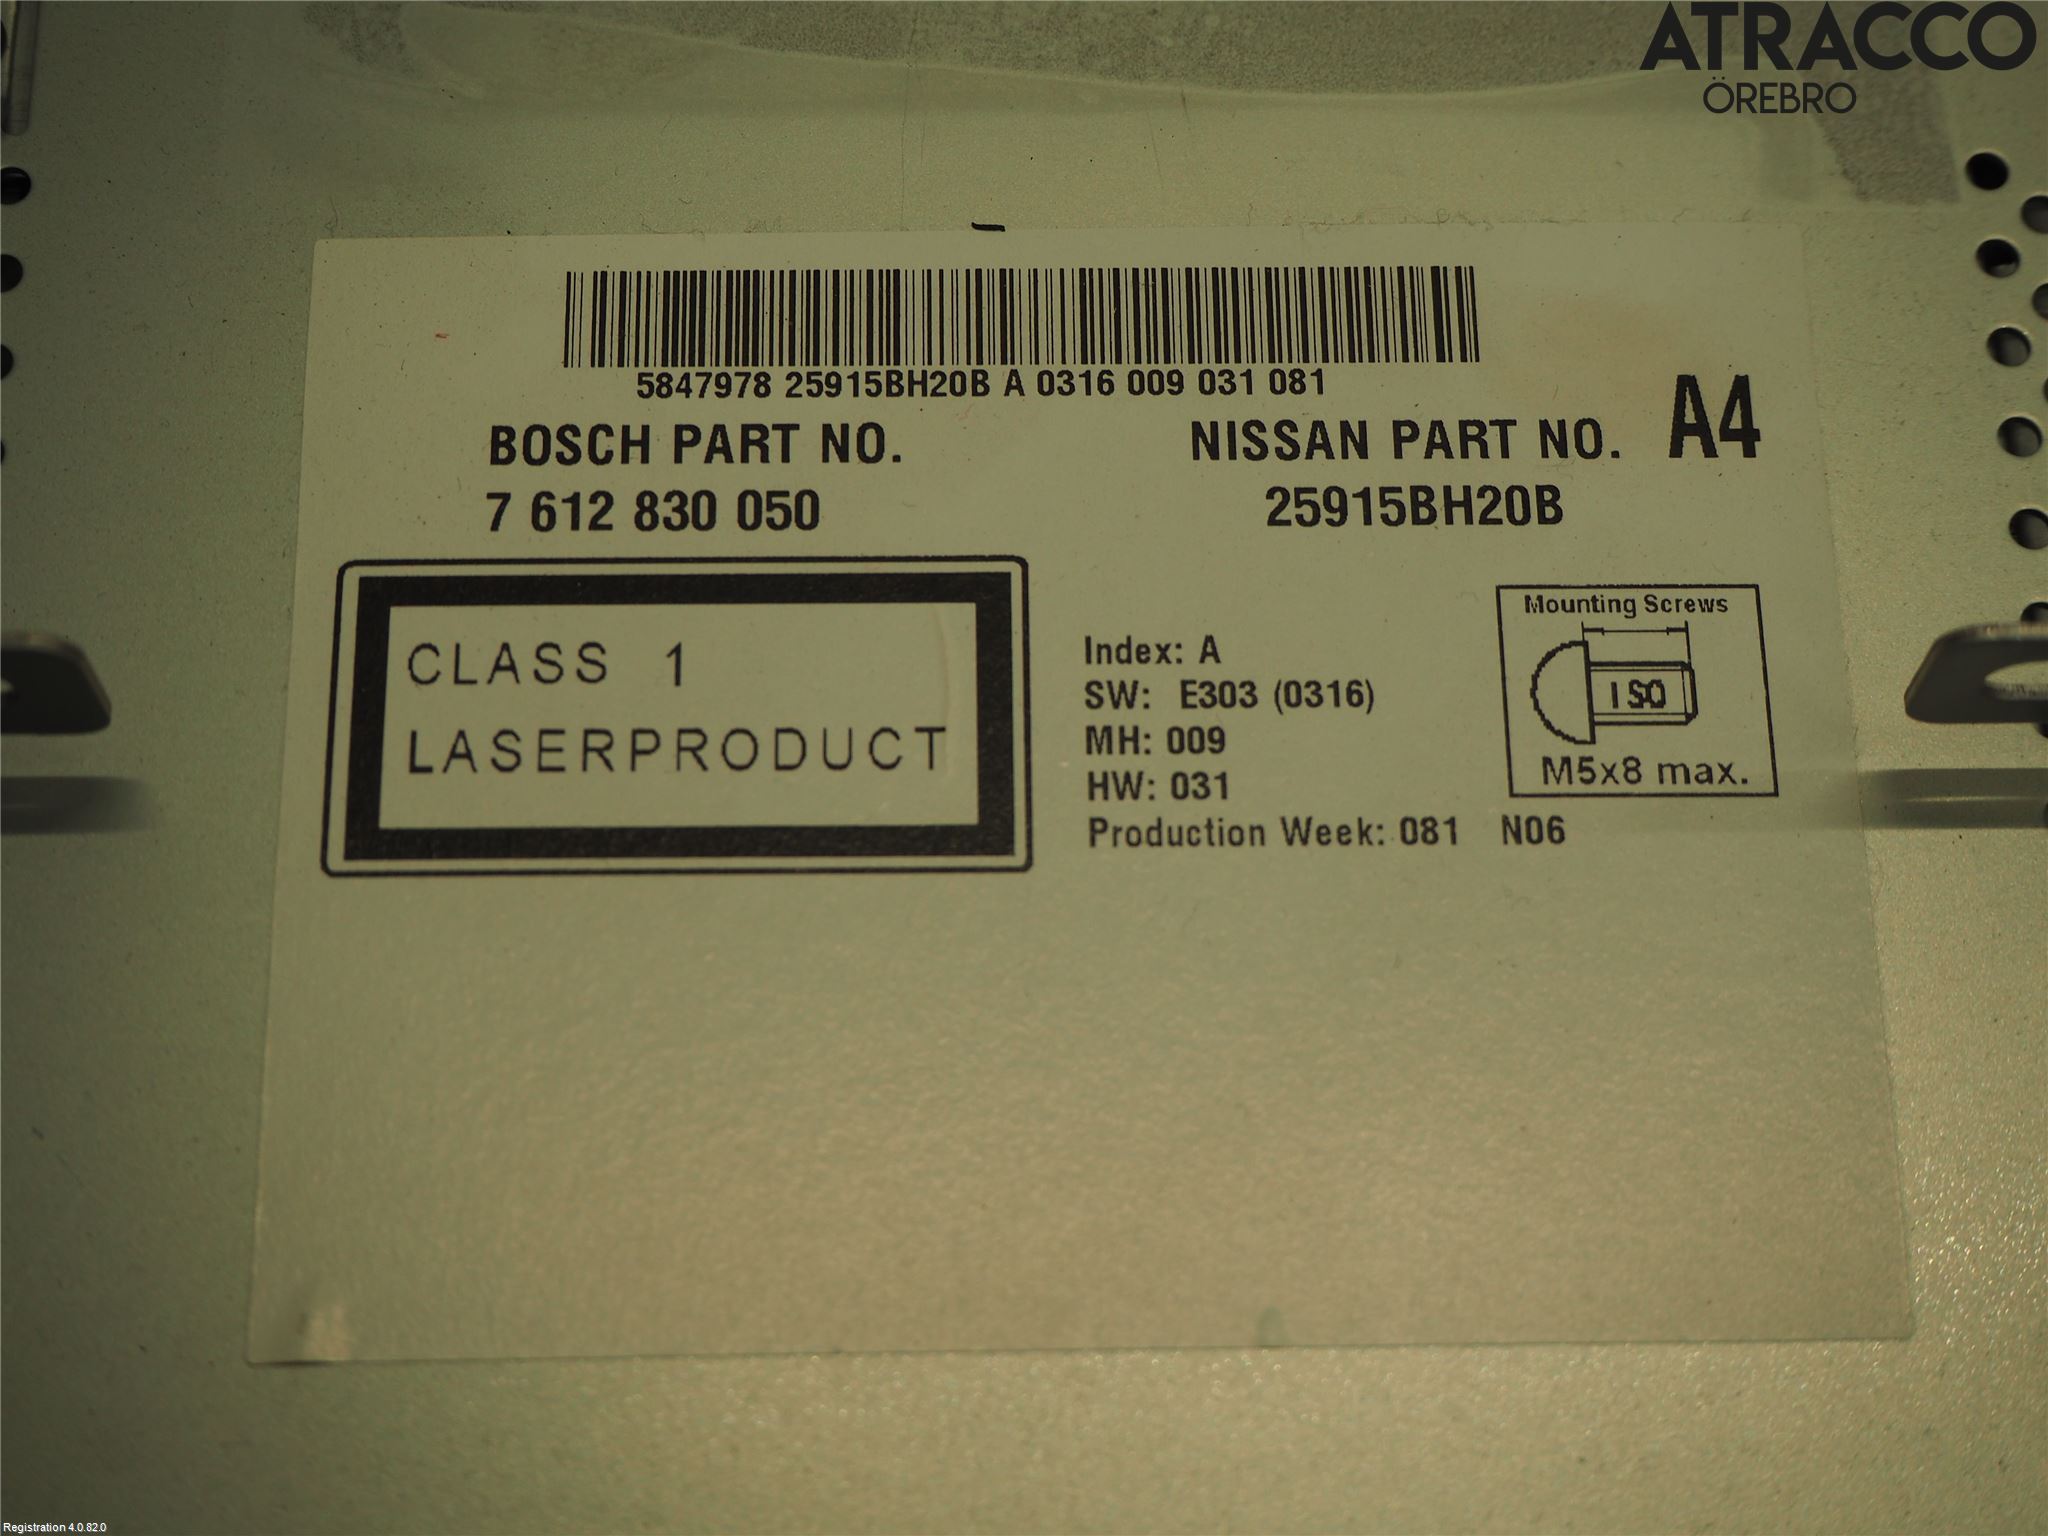 ATRACCO
ÖREBRO
5847978 25915BH20B A 0316 009 031 081
BOSCH PART NO.
7 612 830 050
NISSAN PART NO. A4
25915BH20B
CLASS 1
LASERPRODUCT
Index: A
SW: E303 (0316)
MH: 009
HW: 031
Production Week: 081 N06
Mounting Screws
ISO
M5x8 max.
Registration 4.0.82.0